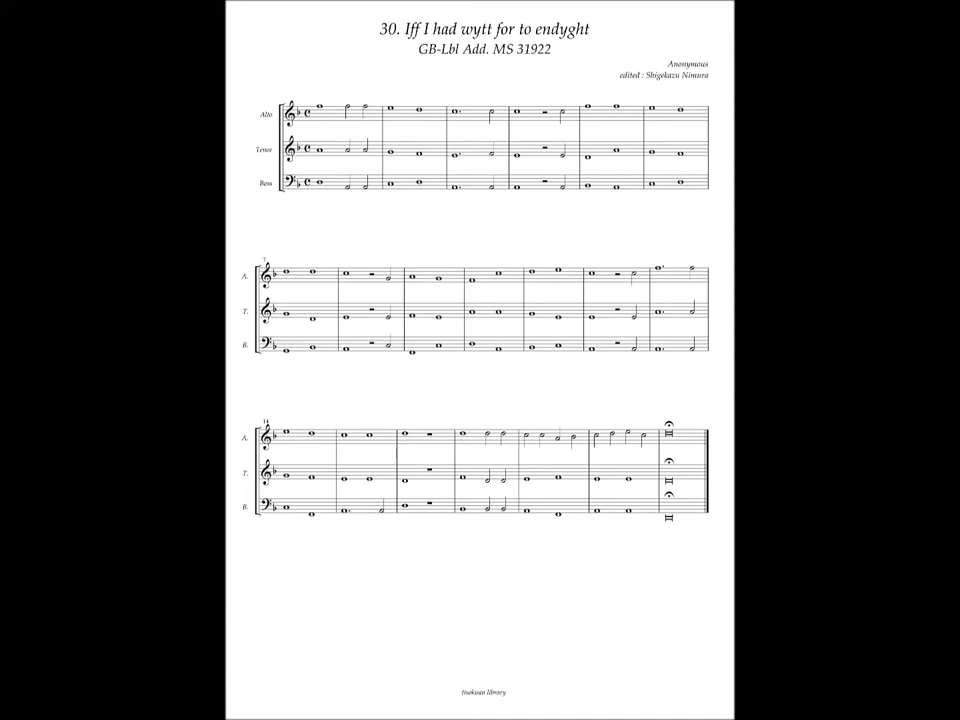 30. Iff I had wytt for to endyght
GB-Lbl Add. MS 31922
Anonymous
edited : Shigekazu Nimura
Alto
Tenor
Bass
7
A.
T.
B.
14
A.
T.
B.
tisokuan library